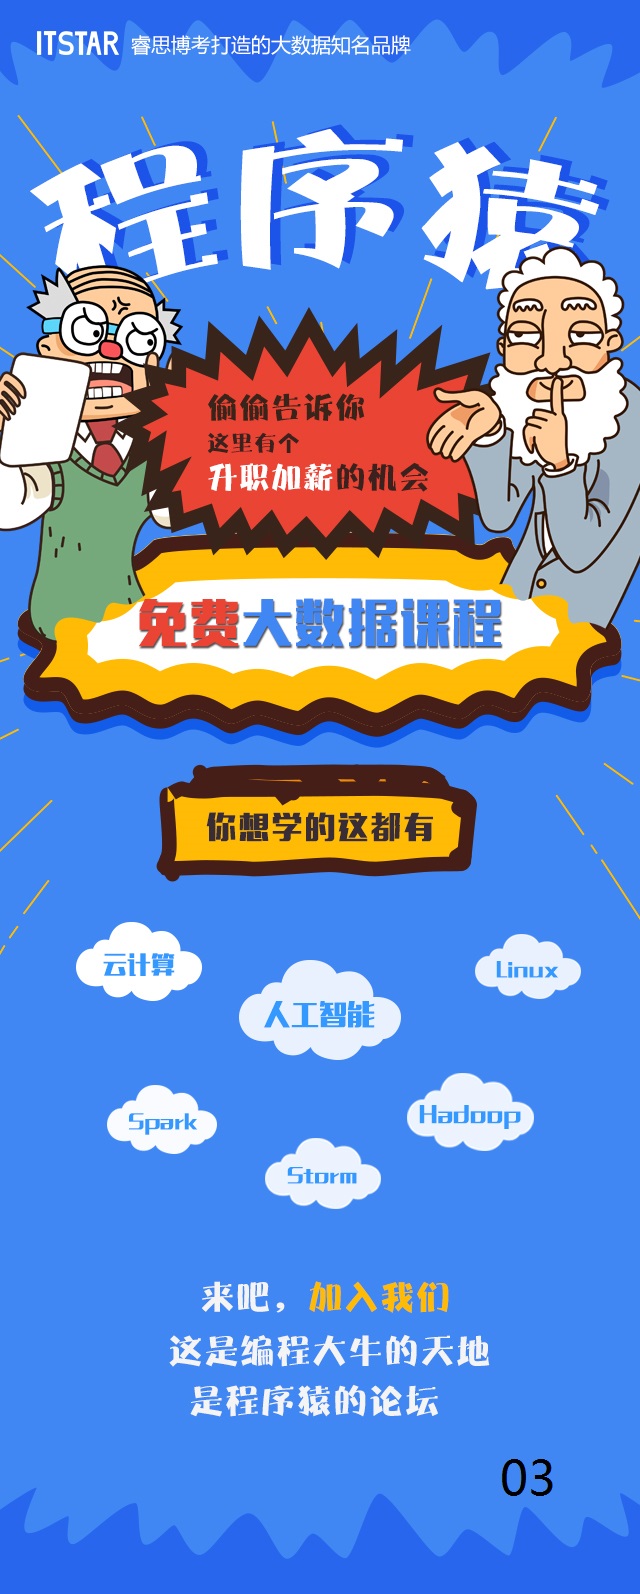 ITSTAR 睿思博考打造的大数据知名品牌
程序猿
偷偷告诉你
这里有个
升职加薪的机会
免费大数据课程
你想学的这都有
云计算
Linux
人工智能
Spark
Hadoop
Storm
来吧，加入我们
这是编程大牛的天地
是程序猿的论坛
03